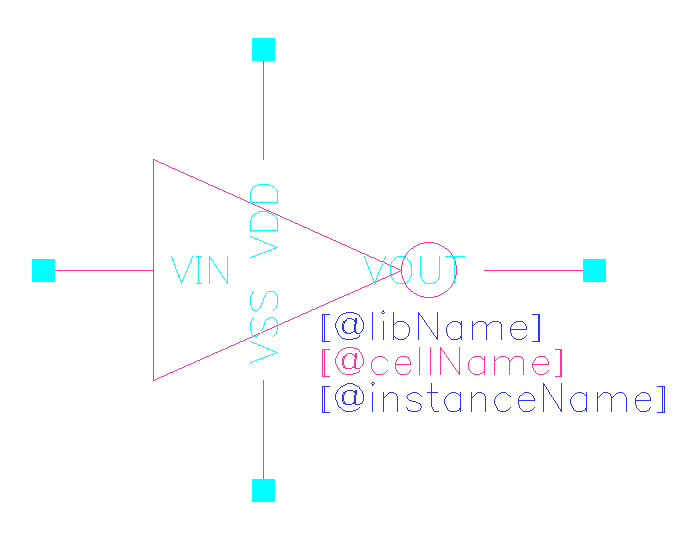 VDD
VIN
VOUT
VSS
[@libName]
[@cellName]
[@instanceName]